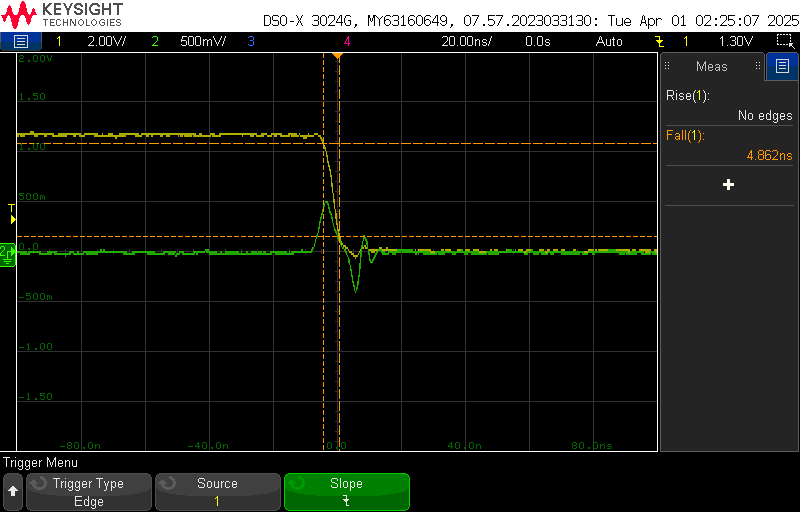 KEYSIGHT
TECHNOLOGIES
DSO-X 3024G, MY63160649, 07.57.2023033130: Tue Apr 01 02:25:07 2025
1 2.00V/ 2 500mV/ 3 4 20.00ns/ 0.0s Auto 1 1.30V
2.00V
1.50
1.00
500m
T
0.0
2
-500m
-1.00
-1.50
-80.0n -40.0n 0.0 40.0n 80.0ns
Meas
Rise(1):
No edges
Fall(1):
4.862ns
Trigger Menu
Trigger Type
Edge
Source
1
Slope